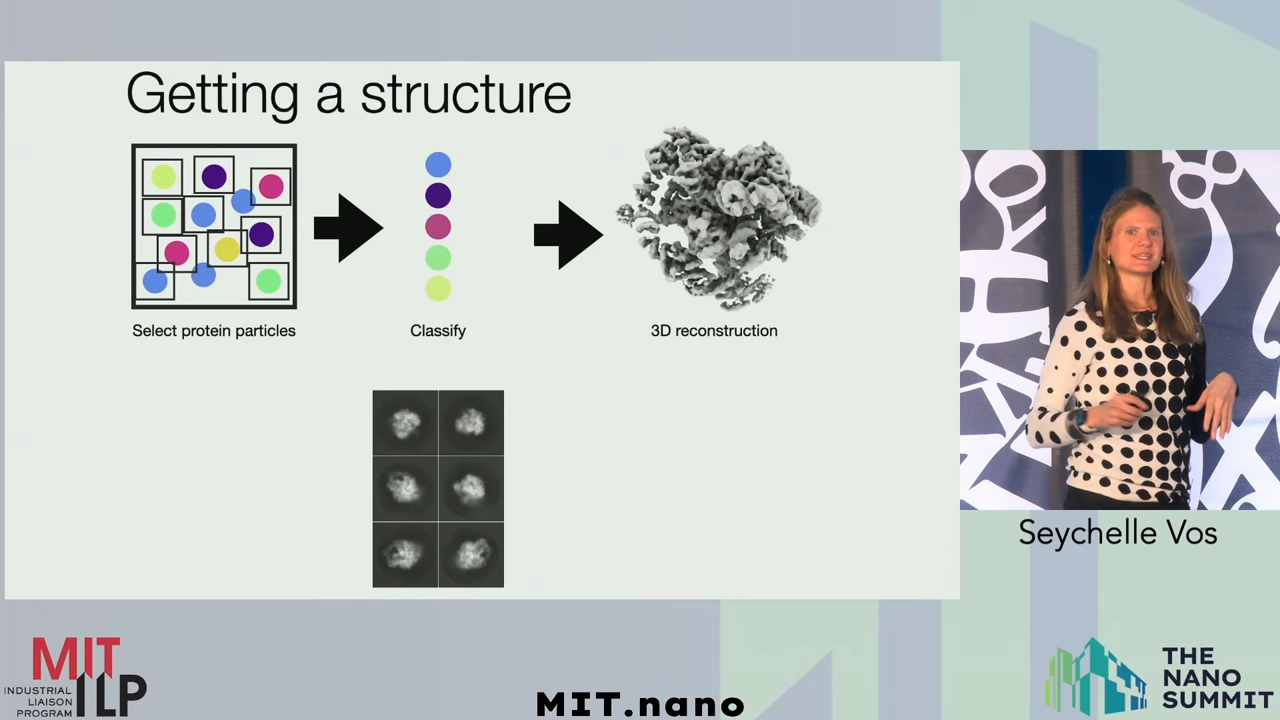 Getting a structure
Select protein particles
Classify
3D reconstruction
Seychelle Vos
MIT
ILP
INDUSTRIAL
LIAISON
PROGRAM
MIT.nano
THE
NANO
SUMMIT